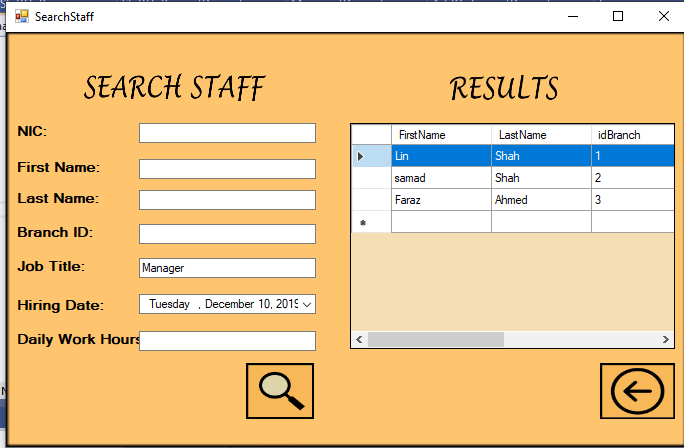 SearchStaff
SEARCH STAFF
NIC:
First Name:
Last Name:
Branch ID:
Job Title: Manager
Hiring Date: Tuesday , December 10, 2019
Daily Work Hours
RESULTS
FirstName LastName idBranch
Lin Shah 1
samad Shah 2
Faraz Ahmed 3